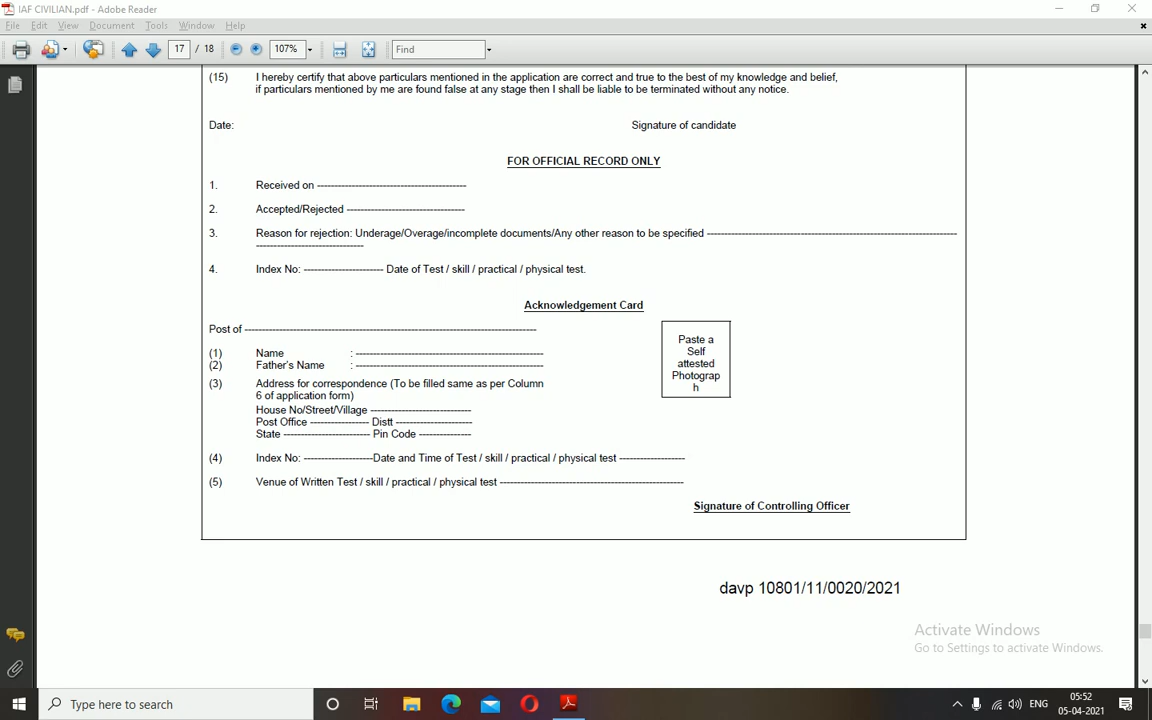 IAF CIVILIAN.pdf - Adobe Reader
File Edit View Document Tools Window Help
17 / 18 107% Find
(15) I hereby certify that above particulars mentioned in the application are correct and true to the best of my knowledge and belief,
if particulars mentioned by me are found false at any stage then I shall be liable to be terminated without any notice.
Date: Signature of candidate
FOR OFFICIAL RECORD ONLY
1. Received on -------------------------------------------
2. Accepted/Rejected ----------------------------------
3. Reason for rejection: Underage/Overage/incomplete documents/Any other reason to be specified ------------------------------------------------------------------------
-------------------------------
4. Index No: ----------------------- Date of Test / skill / practical / physical test.
Acknowledgement Card
Post of ------------------------------------------------------------------------------------
(1) Name : ------------------------------------------------------
(2) Father's Name : ------------------------------------------------------
Paste a
Self
attested
Photograp
h
(3) Address for correspondence (To be filled same as per Column
6 of application form)
House No/Street/Village -----------------------------
Post Office ----------------- Distt ----------------------
State ------------------------- Pin Code ---------------
(4) Index No: --------------------Date and Time of Test / skill / practical / physical test -------------------
(5) Venue of Written Test / skill / practical / physical test -----------------------------------------------------
Signature of Controlling Officer
davp 10801/11/0020/2021
Activate Windows
Go to Settings to activate Windows.
Type here to search
ENG
05:52
05-04-2021